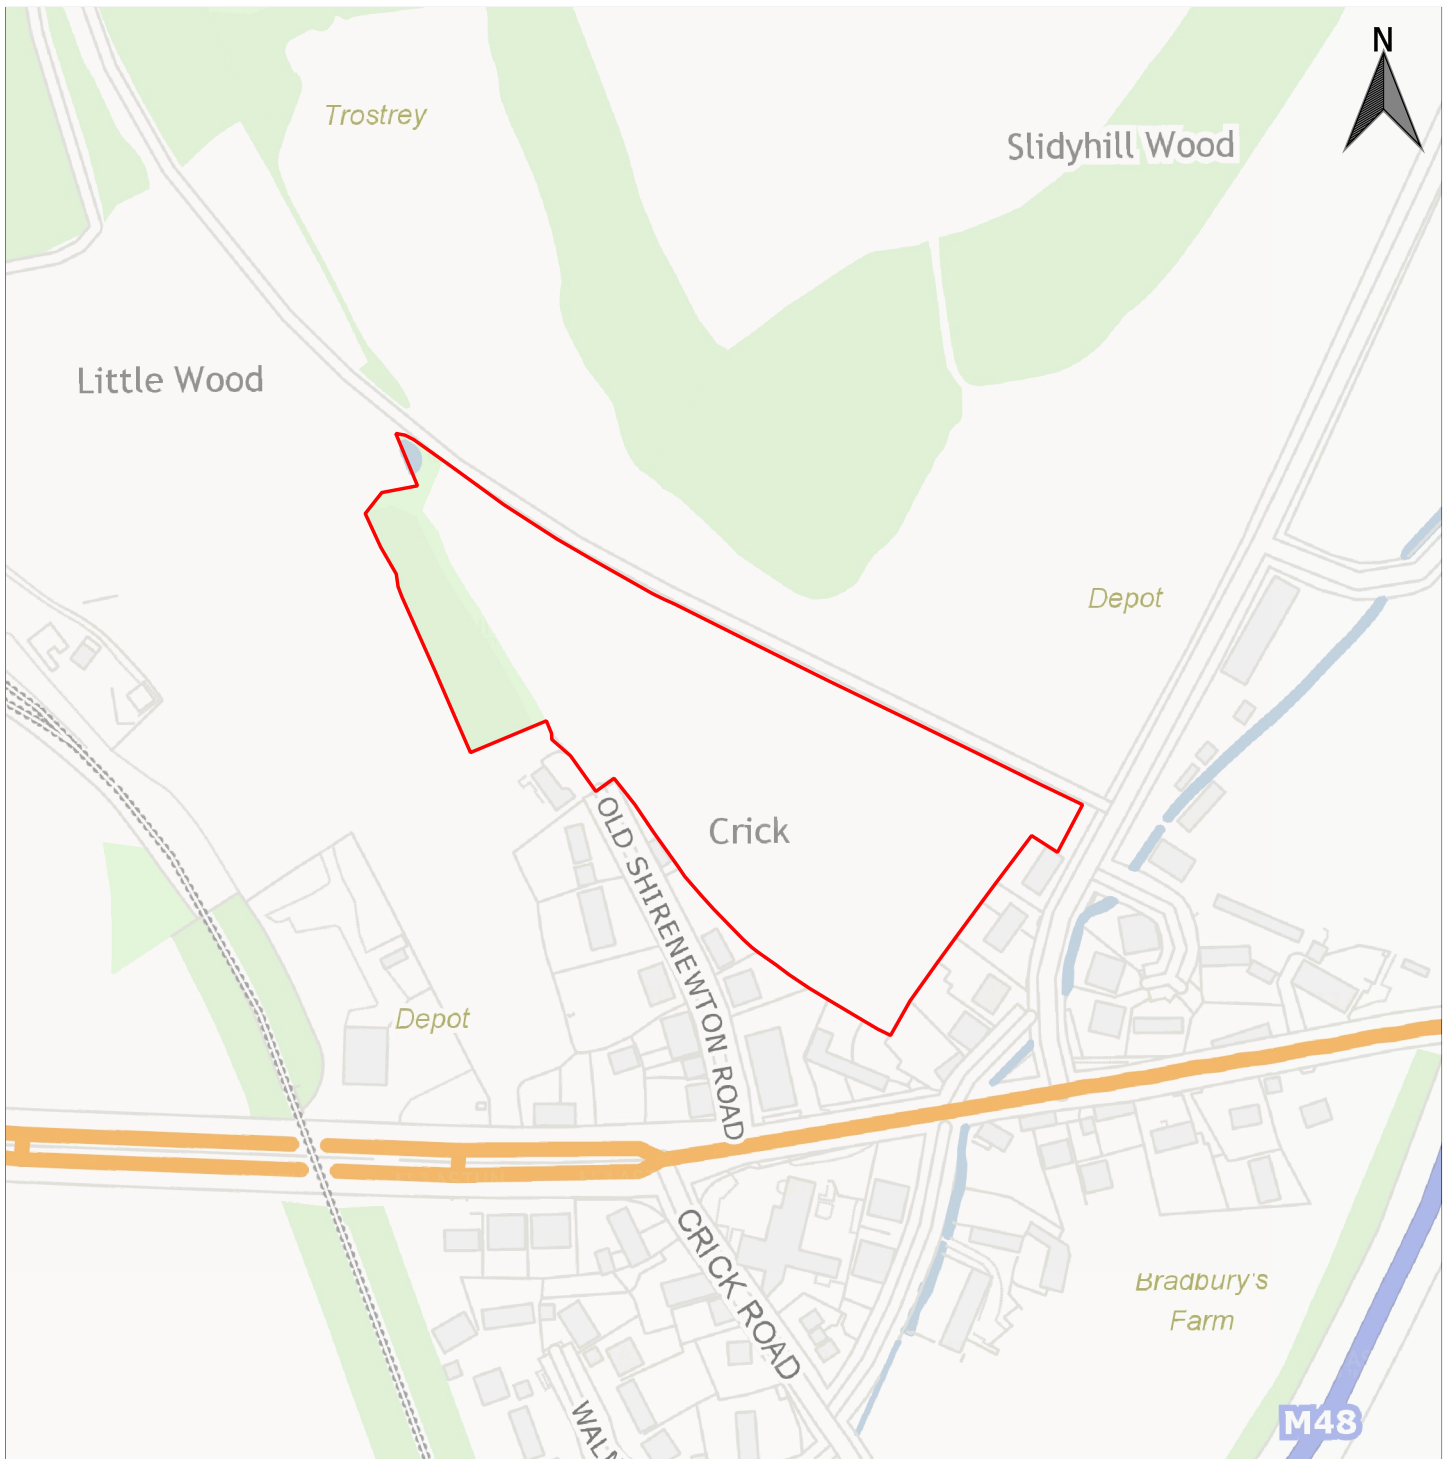 N
Trostrey
Slidyhill Wood
Little Wood
Depot
Crick
OLD SHIRENEWTON ROAD
Depot
CRICK ROAD
Bradbury's
Farm
M48